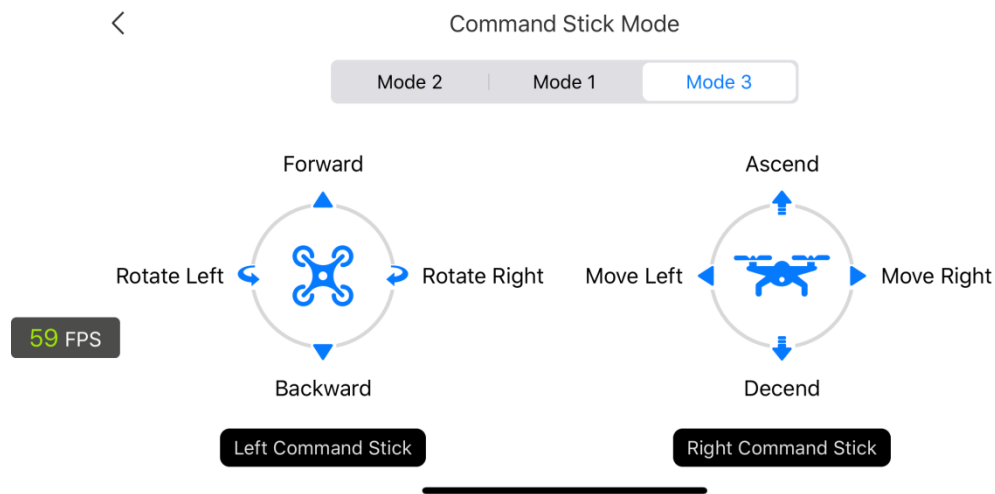 Command Stick Mode
Mode 2 Mode 1 Mode 3
Forward
Rotate Left Rotate Right
Backward
Left Command Stick
Ascend
Move Left Move Right
Decend
Right Command Stick
59 FPS